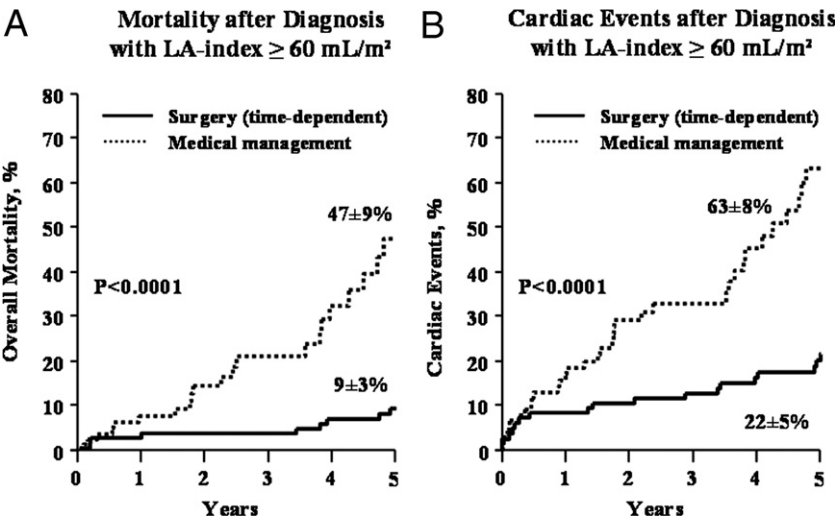 A
Mortality after Diagnosis
with LA-index ≥ 60 mL/m²
80
70
60
50
40
30
20
10
0
Overall Mortality, %
Surgery (time-dependent)
Medical management
47±9%
P<0.0001
9±3%
0 1 2 3 4 5
Years
B
Cardiac Events after Diagnosis
with LA-index ≥ 60 mL/m²
80
70
60
50
40
30
20
10
0
Cardiac Events, %
Surgery (time-dependent)
Medical management
63±8%
P<0.0001
22±5%
0 1 2 3 4 5
Years